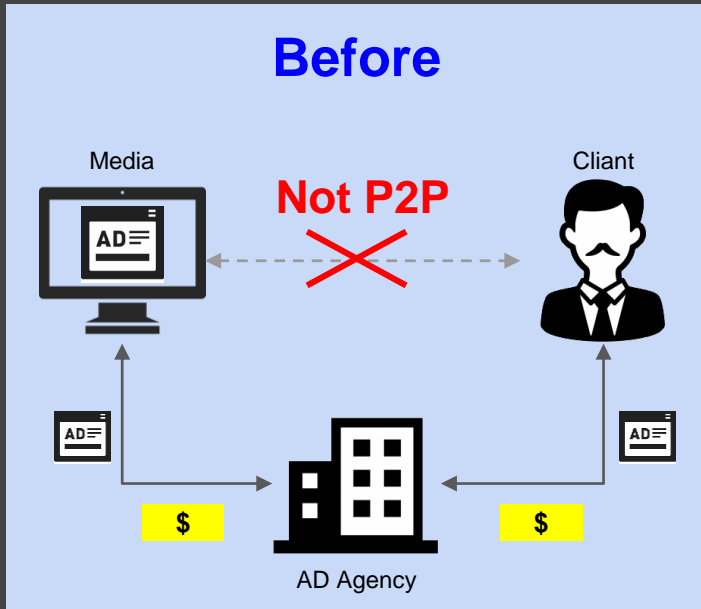 Before
Media
Cliant
Not P2P
AD
AD
AD
$
$
AD Agency